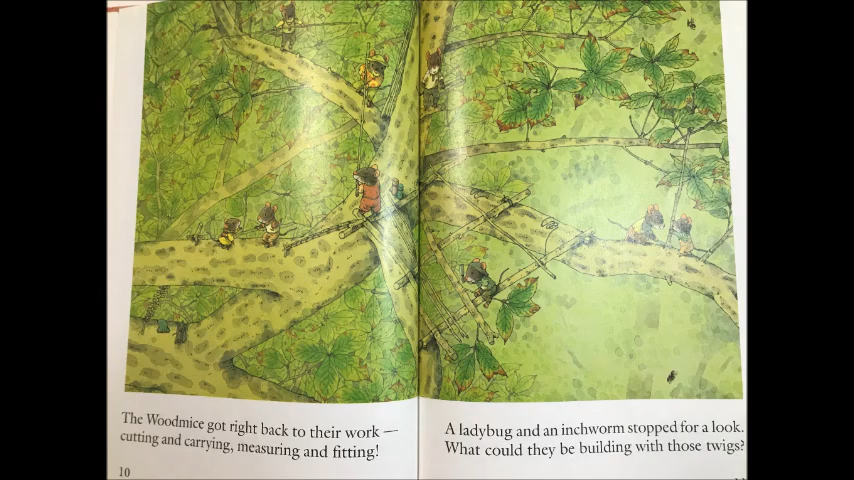 The Woodmice got right back to their work —
cutting and carrying, measuring and fitting!
10
A ladybug and an inchworm stopped for a look.
What could they be building with those twigs?